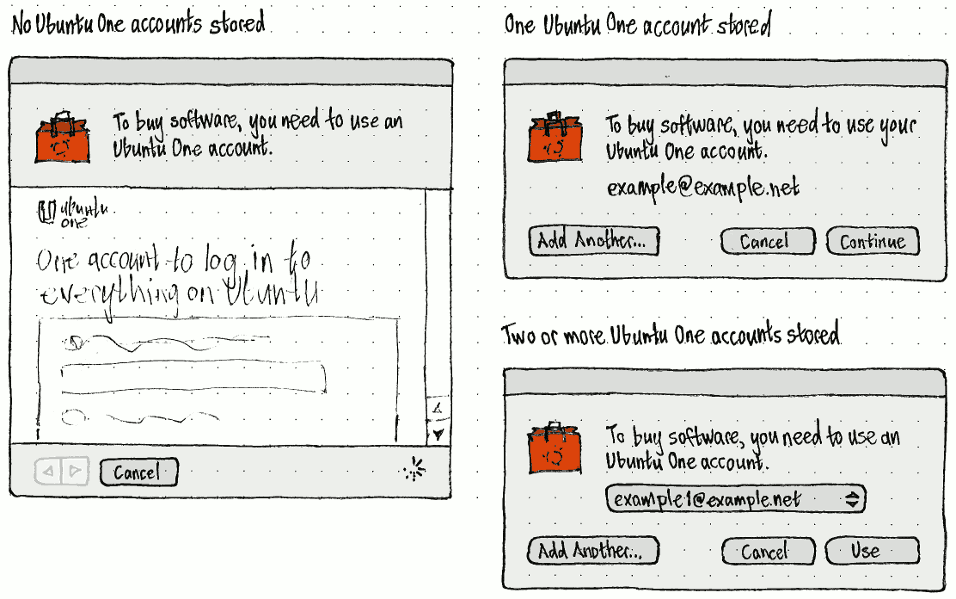 No Ubuntu One accounts stored
To buy software, you need to use an
Ubuntu One account.
ubuntu
one
One account to log in to
everything on Ubuntu
Cancel
One Ubuntu One account stored
To buy software, you need to use your
Ubuntu One account.
example@example.net
Add Another...
Cancel
Continue
Two or more Ubuntu One accounts stored
To buy software, you need to use an
Ubuntu One account.
example1@example.net
Add Another...
Cancel
Use